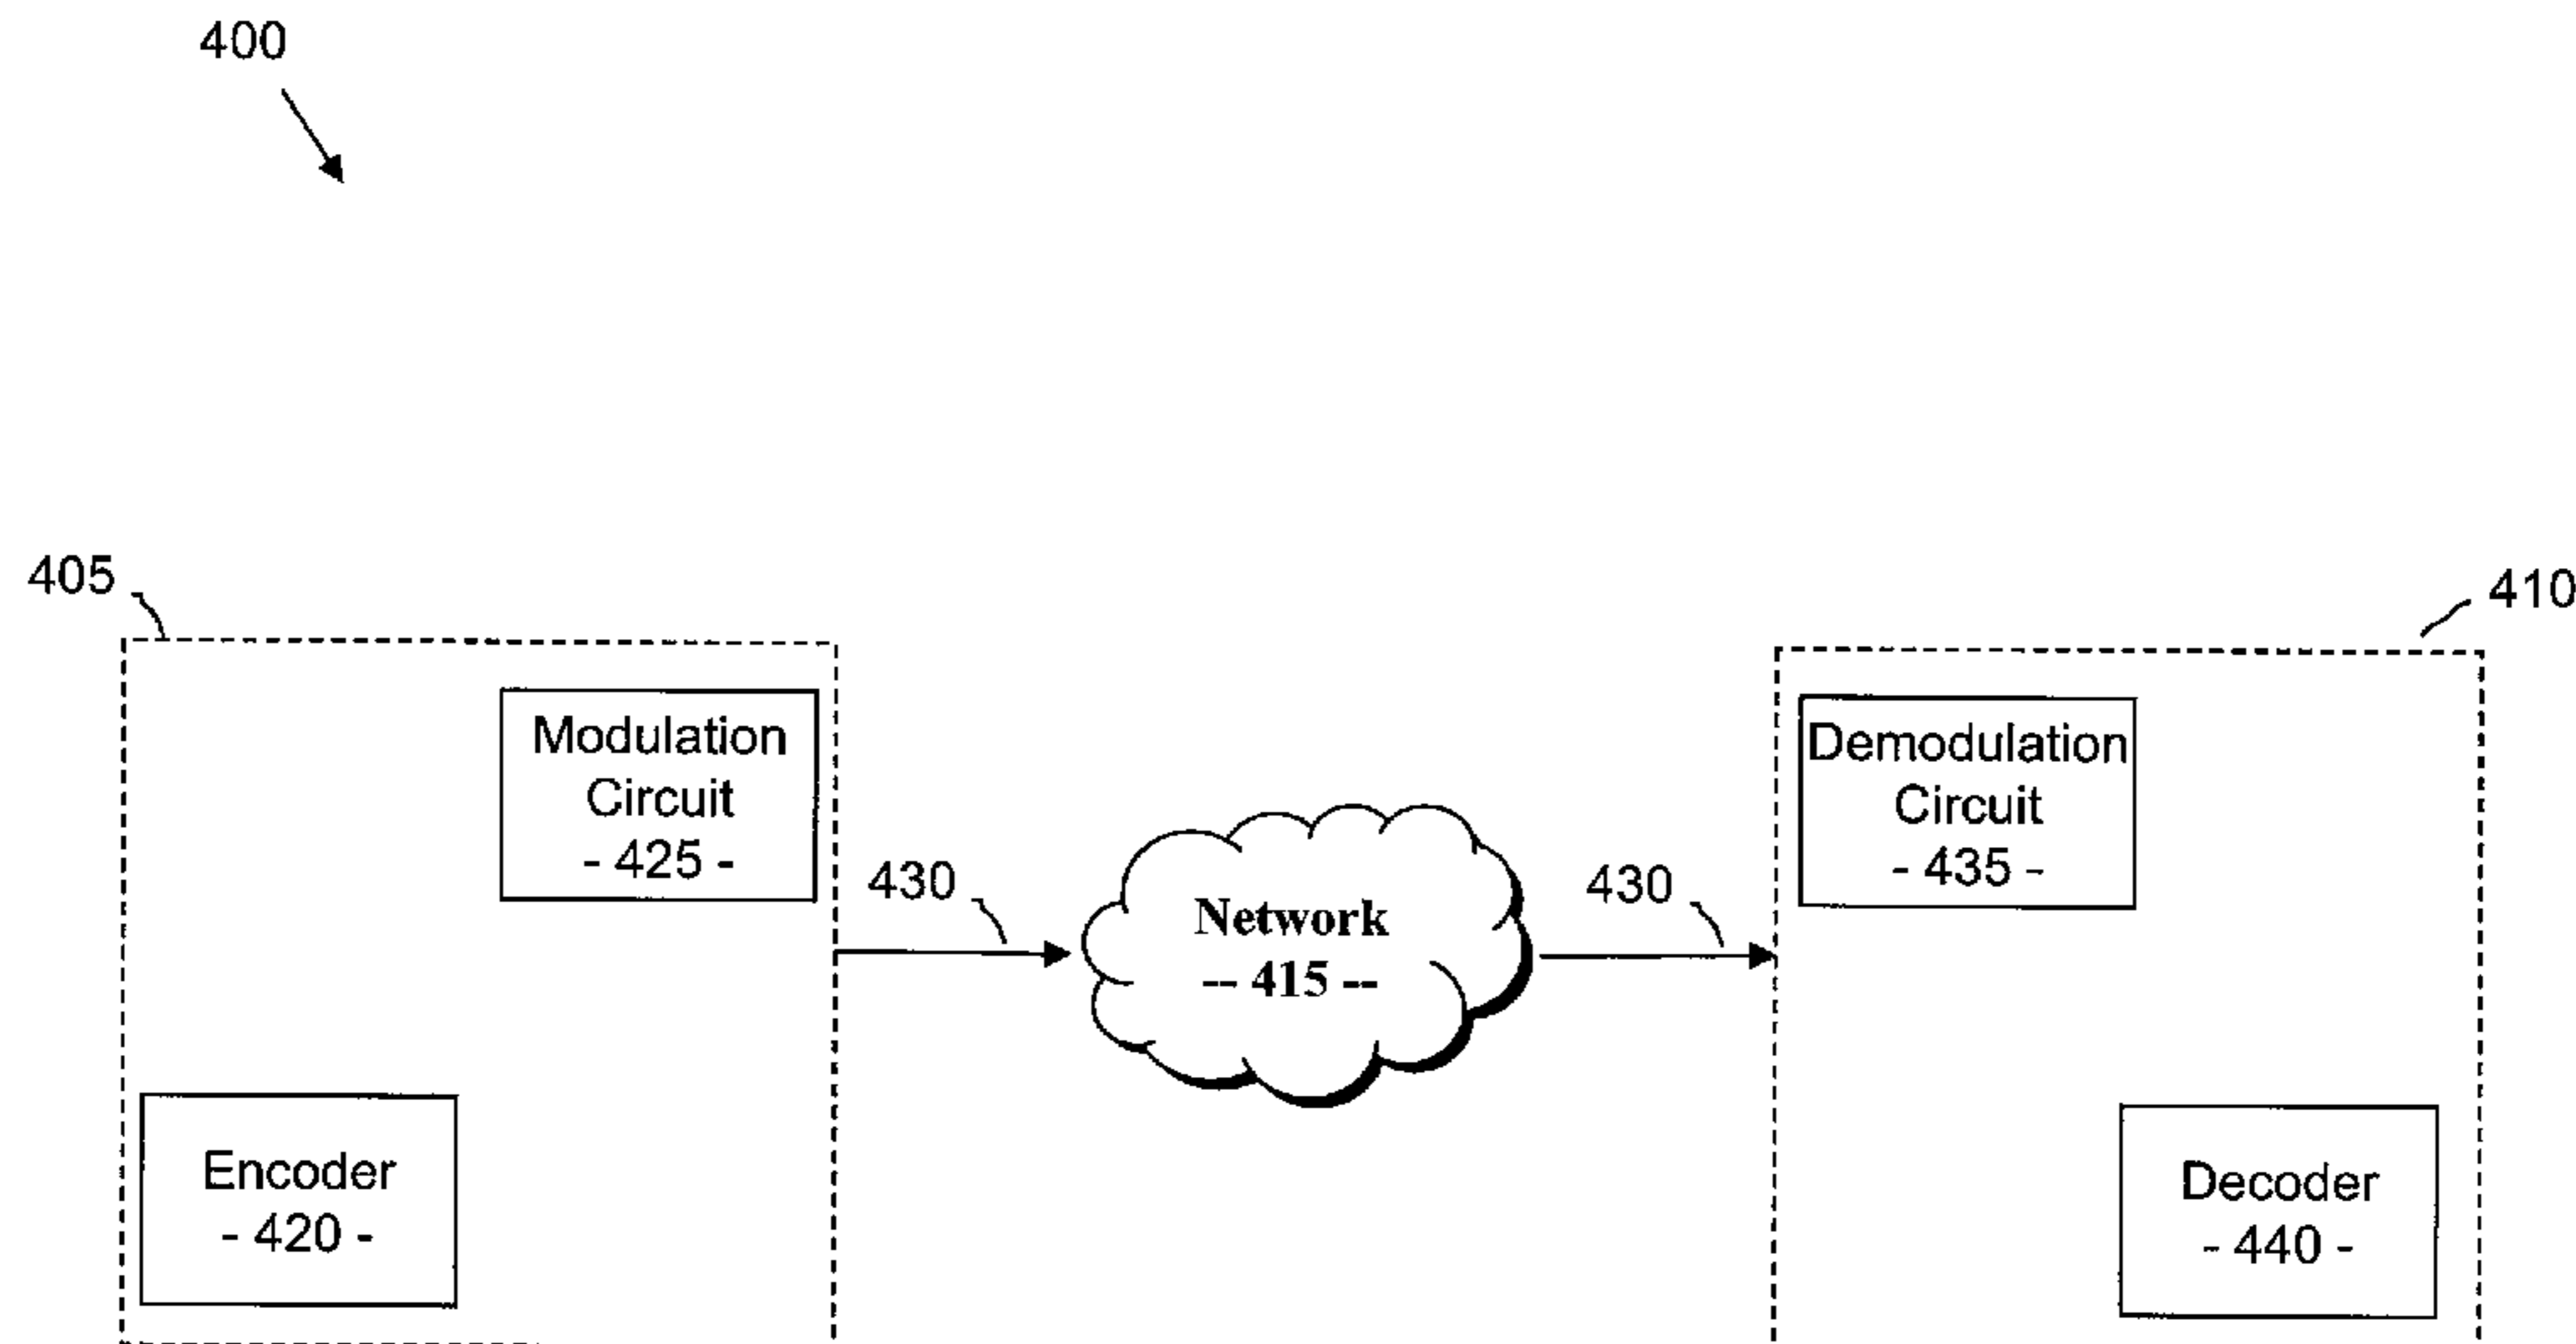 400
405
410
Modulation
Circuit
- 425 -
Demodulation
Circuit
- 435 -
430
Network
-- 415 --
430
Encoder
- 420 -
Decoder
- 440 -